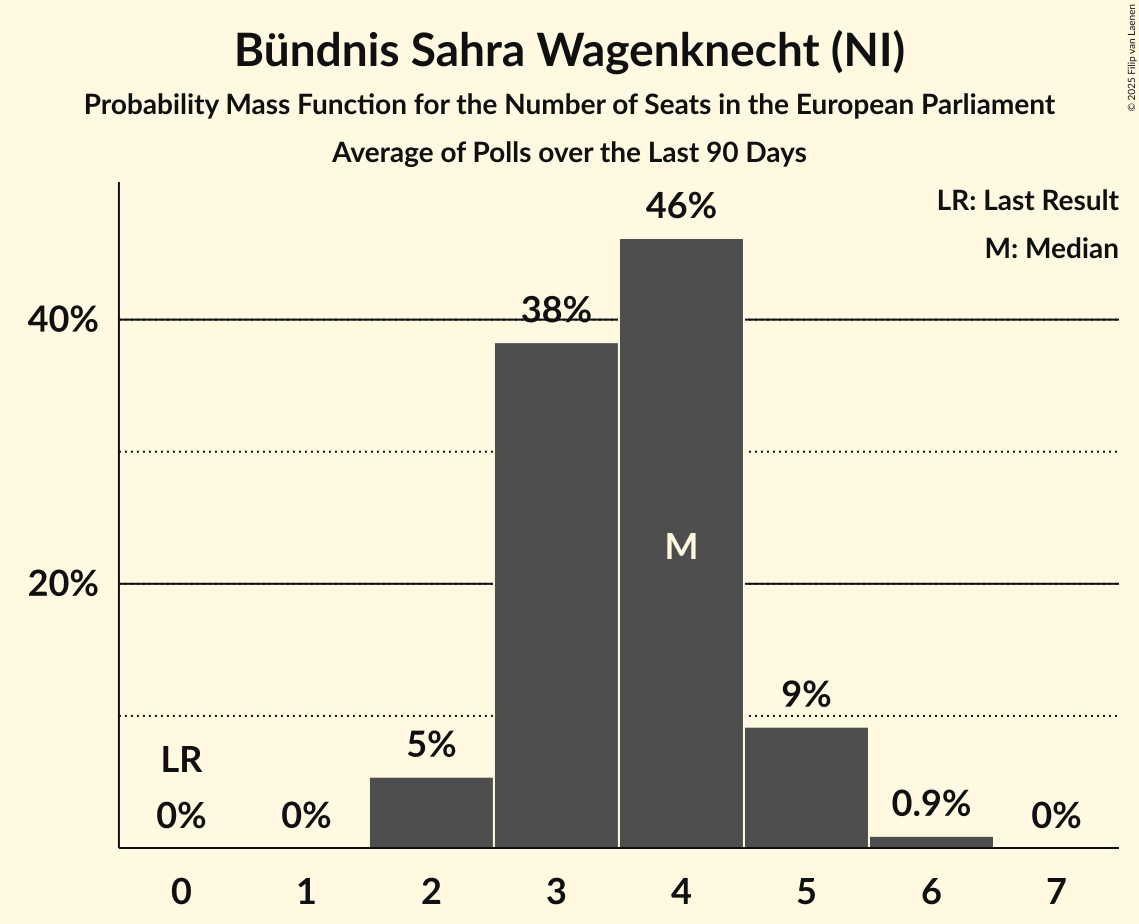 Bündnis Sahra Wagenknecht (NI)
Probability Mass Function for the Number of Seats in the European Parliament
Average of Polls over the Last 90 Days
© 2025 Filip van Laenen
LR: Last Result
M: Median
46%
38%
40%
M
20%
9%
5%
LR
0%
0%
0.9%
0%
0 1 2 3 4 5 6 7